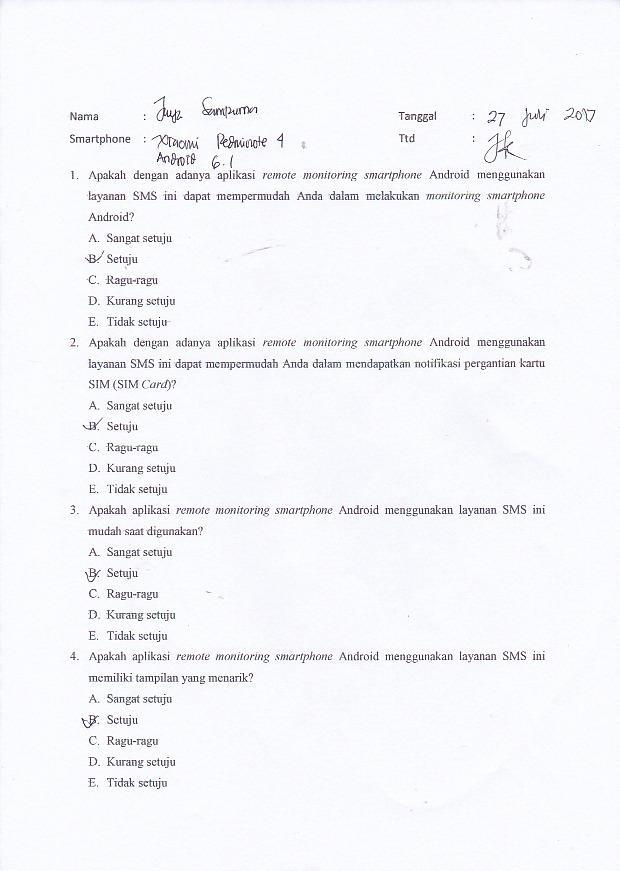 Nama : Sempurna Tanggal : 27 Juli 2017
Smartphone : Xiaomi Redminote 4 Ttd :
Android 6.1
1. Apakah dengan adanya aplikasi remote monitoring smartphone Android menggunakan
layanan SMS ini dapat mempermudah Anda dalam melakukan monitoring smartphone
Android?
A. Sangat setuju
B. Setuju
C. Ragu-ragu
D. Kurang setuju
E. Tidak setuju
2. Apakah dengan adanya aplikasi remote monitoring smartphone Android menggunakan
layanan SMS ini dapat mempermudah Anda dalam mendapatkan notifikasi pergantian kartu
SIM (SIM Card)?
A. Sangat setuju
B. Setuju
C. Ragu-ragu
D. Kurang setuju
E. Tidak setuju
3. Apakah aplikasi remote monitoring smartphone Android menggunakan layanan SMS ini
mudah saat digunakan?
A. Sangat setuju
B. Setuju
C. Ragu-ragu
D. Kurang setuju
E. Tidak setuju
4. Apakah aplikasi remote monitoring smartphone Android menggunakan layanan SMS ini
memiliki tampilan yang menarik?
A. Sangat setuju
B. Setuju
C. Ragu-ragu
D. Kurang setuju
E. Tidak setuju